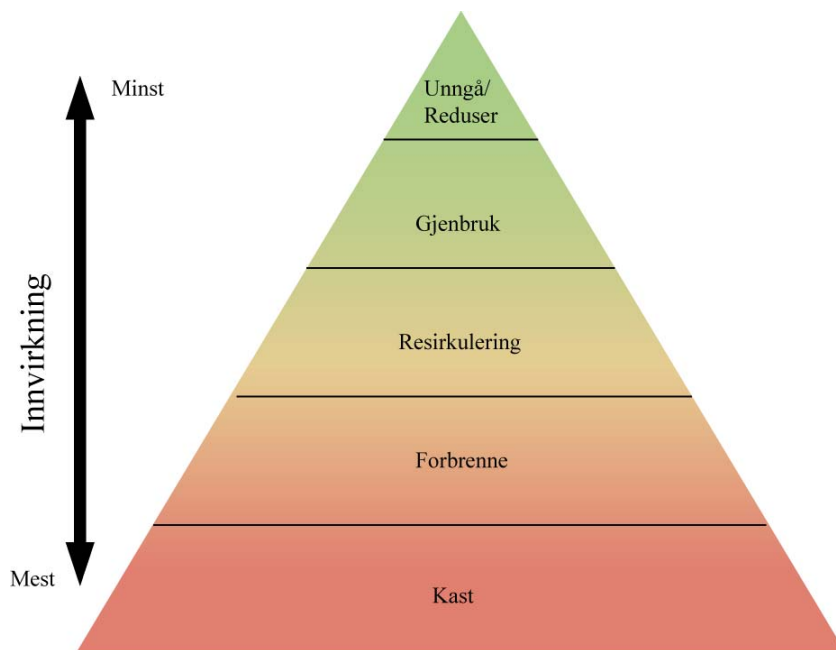 Minst
Unngå/
Reduser
Gjenbruk
Innvirkning
Resirkulering
Forbrenne
Mest
Kast